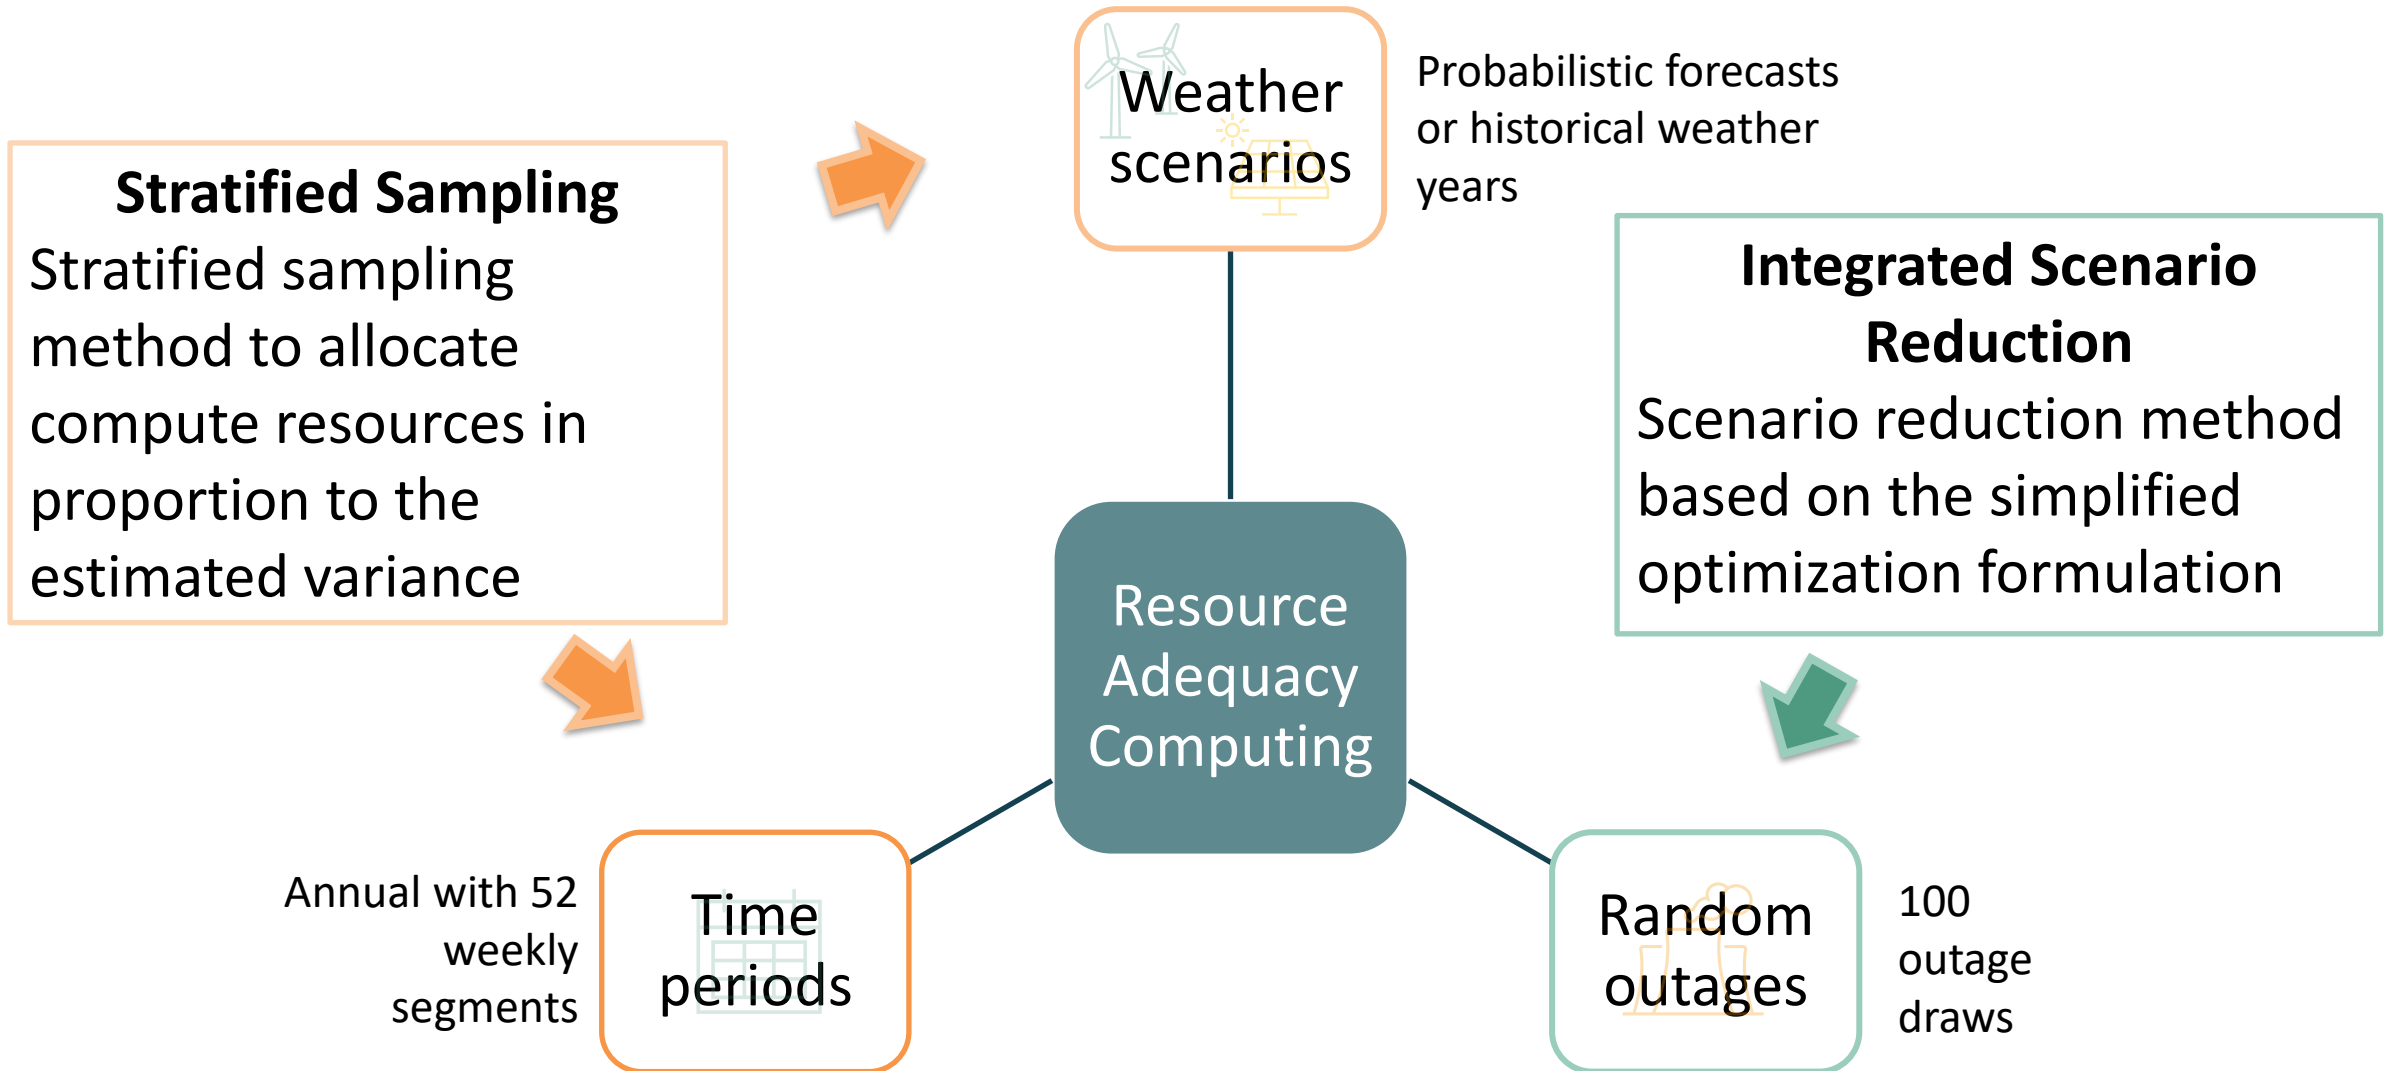 Weather
scenarios
Probabilistic forecasts
or historical weather
years
Stratified Sampling
Stratified sampling
method to allocate
compute resources in
proportion to the
estimated variance
Integrated Scenario
Reduction
Scenario reduction method
based on the simplified
optimization formulation
Resource
Adequacy
Computing
Annual with 52
weekly
segments
Time
periods
Random
outages
100
outage
draws